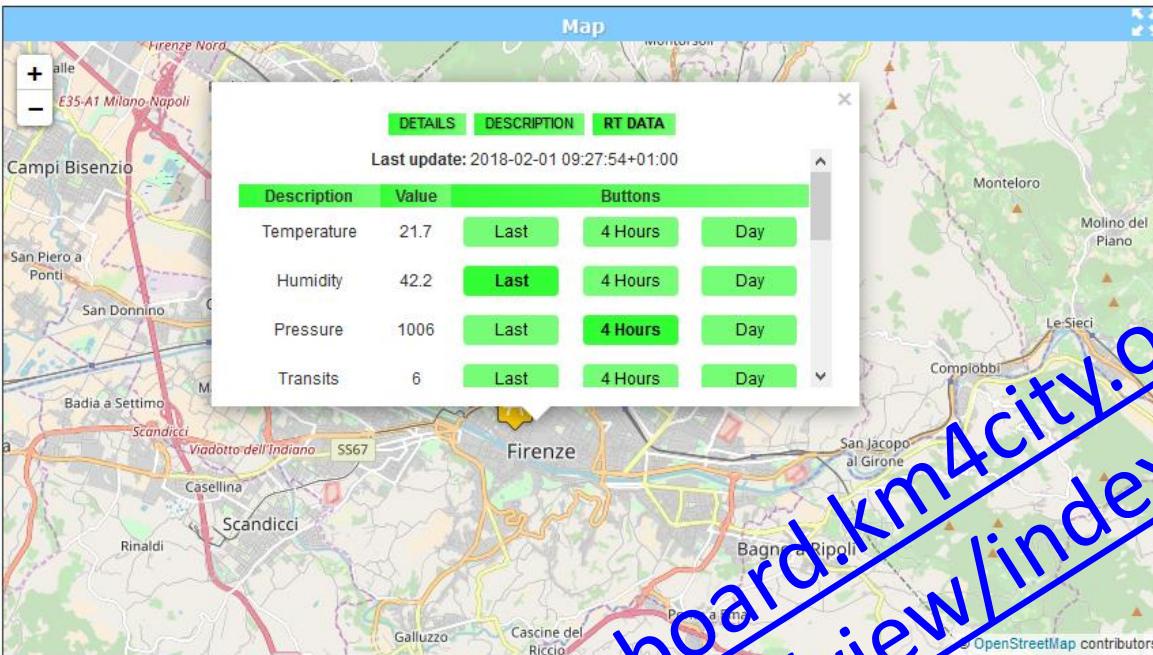 Map
Firenze Nord
+
alle
E35-A1 Milano-Napoli
−
×
DETAILS DESCRIPTION RT DATA
Last update: 2018-02-01 09:27:54+01:00
Campi Bisenzio
Monteloro
Description Value Buttons
Temperature 21.7 Last 4 Hours Day
Molino del
Piano
San Piero a
Ponti
Humidity 42.2 Last 4 Hours Day
San Donnino
Pressure 1006 Last 4 Hours Day
Le Sieci
Transits 6 Last 4 Hours Day
Compiobbi
Badia a Settimo
Scandicci
Viadotto dell'Indiano
SS67
Firenze
San Jacopo
al Girone
Casellina
Scandicci
Rinaldi
Bagno a Ripoli
Galluzzo
Cascine del
Riccio
board.km4city.o
view/index
© OpenStreetMap contributors